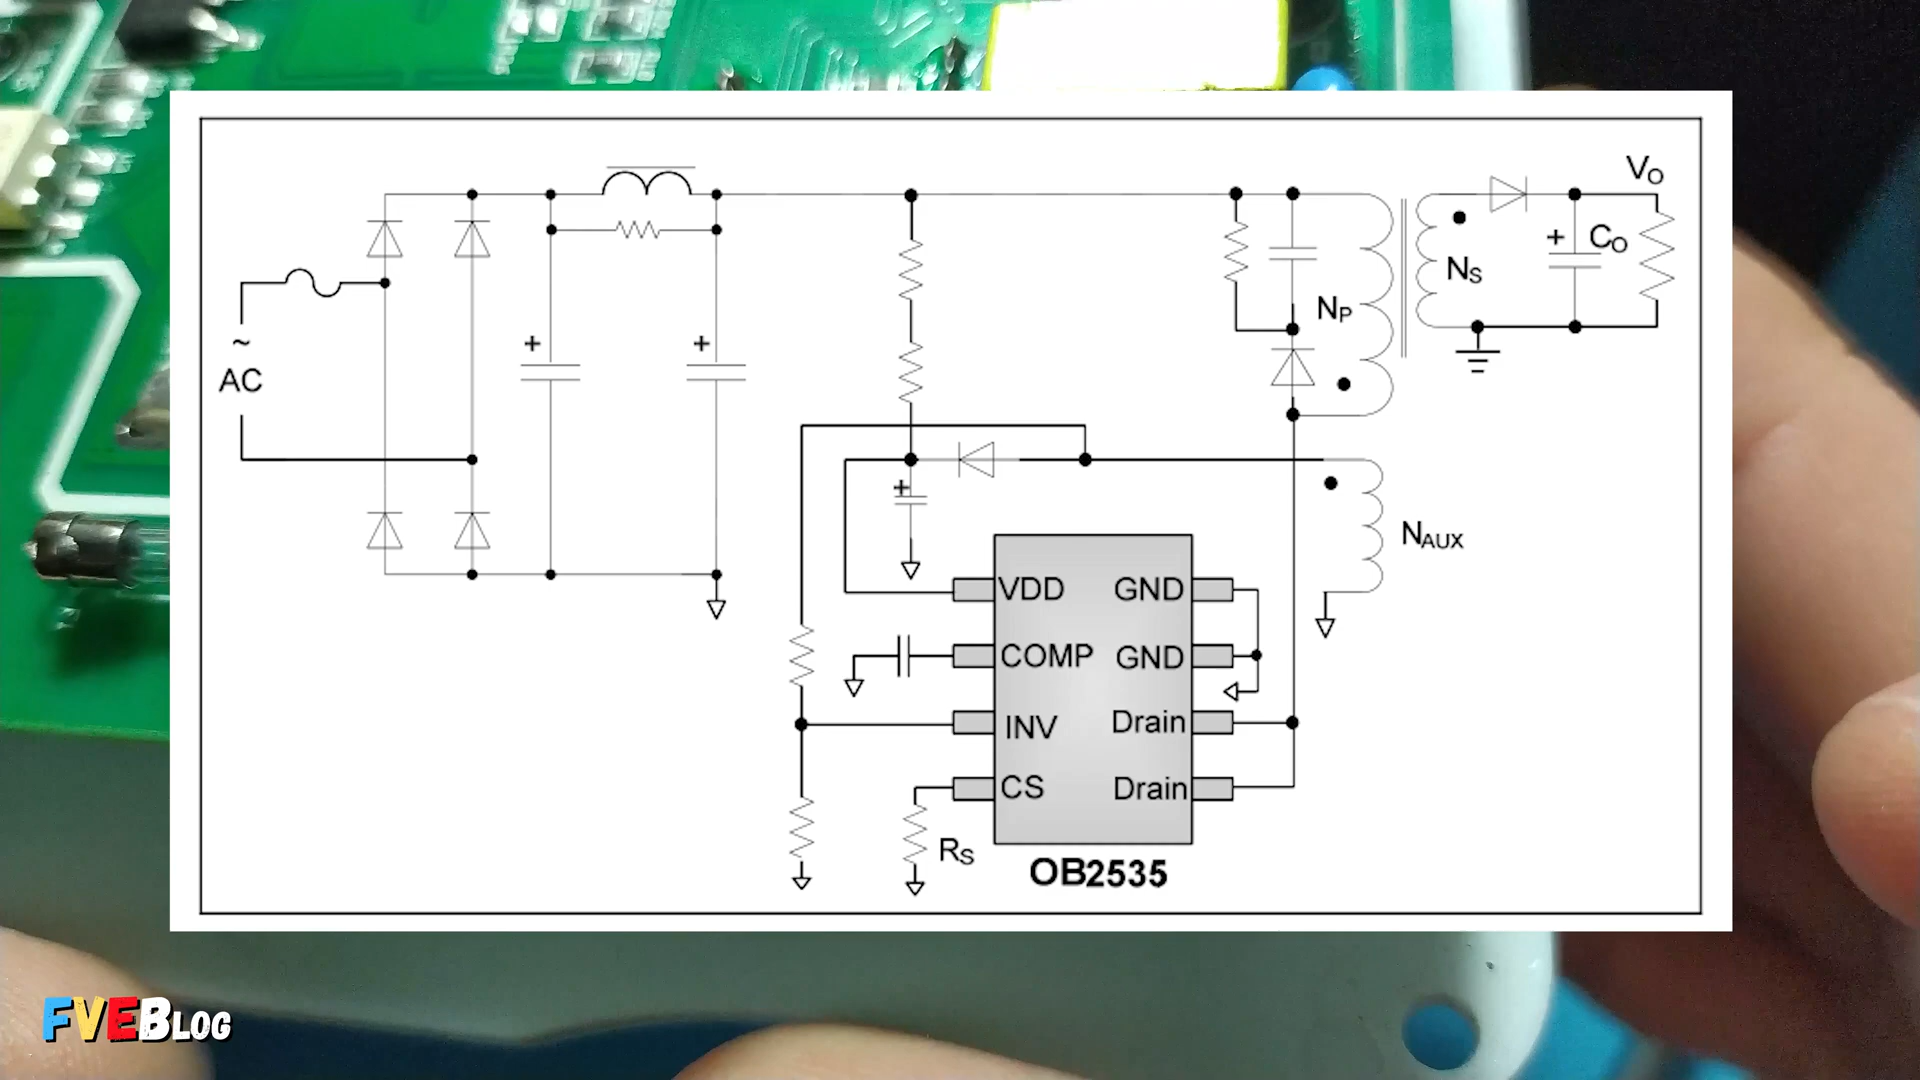 VO
+ CO
NS
NP
~
AC
+
+
+
NAUX
VDD GND
COMP GND
INV Drain
CS Drain
RS
OB2535
FVEBLOG